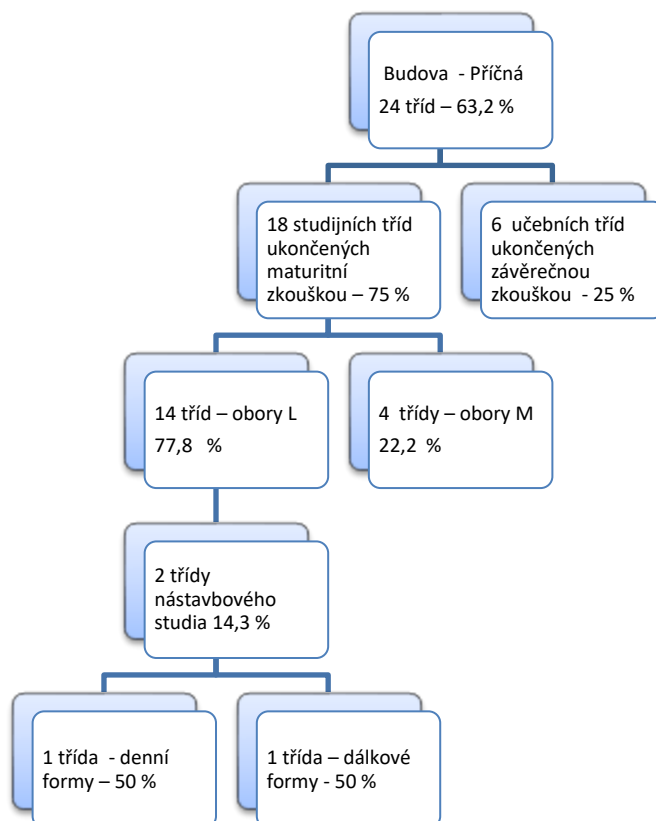 Budova - Příčná
24 tříd – 63,2 %
18 studijních tříd
ukončených
maturitní
zkouškou – 75 %
6 učebních tříd
ukončených
závěrečnou
zkouškou - 25 %
14 tříd – obory L
77,8 %
4 třídy – obory M
22,2 %
2 třídy
nástavbového
studia 14,3 %
1 třída - denní
formy – 50 %
1 třída – dálkové
formy - 50 %